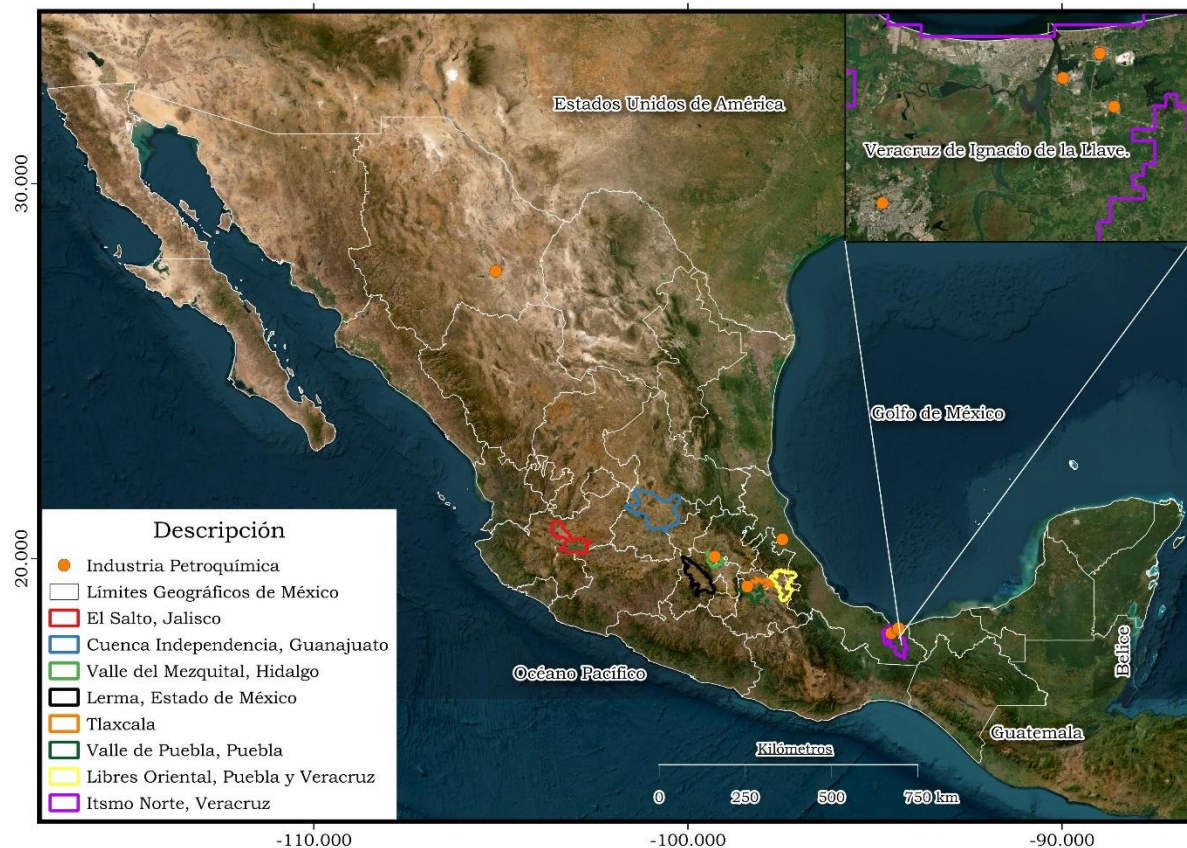 Estados Unidos de América
Veracruz de Ignacio de la Llave.
30.000
Golfo de México
20.000
Descripción
Industria Petroquímica
Límites Geográficos de México
El Salto, Jalisco
Cuenca Independencia, Guanajuato
Valle del Mezquital, Hidalgo
Lerma, Estado de México
Tlaxcala
Valle de Puebla, Puebla
Libres Oriental, Puebla y Veracruz
Itsmo Norte, Veracruz
Océano Pacífico
Belice
Guatemala
Kilómetros
0 250 500 750 km
-110.000 -100.000 -90.000